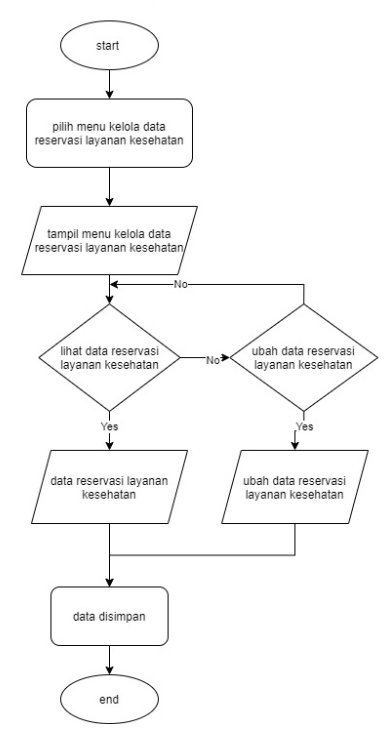 start
pilih menu kelola data
reservasi layanan kesehatan
tampil menu kelola data
reservasi layanan kesehatan
No
lihat data reservasi
layanan kesehatan
No
ubah data reservasi
layanan kesehatan
Yes
Yes
data reservasi layanan
kesehatan
ubah data reservasi
layanan kesehatan
data disimpan
end